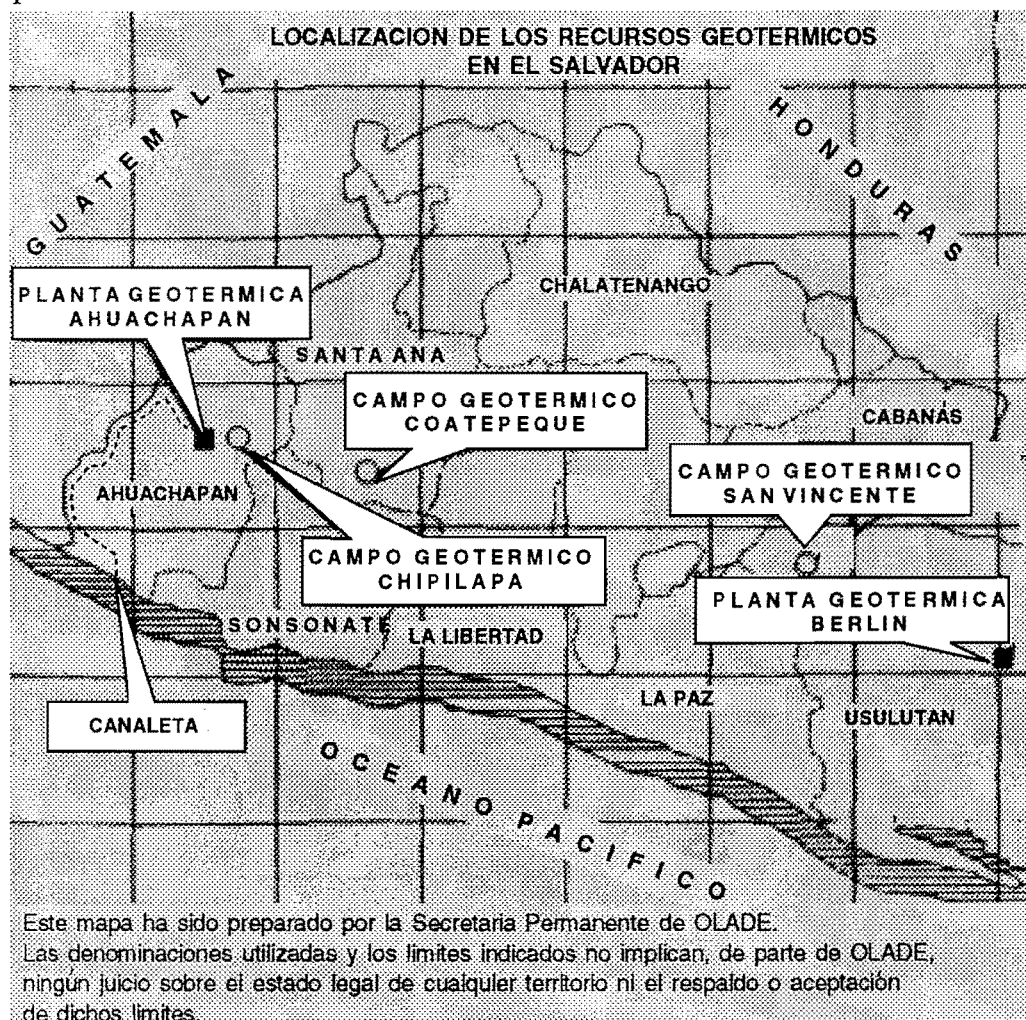 LOCALIZACION DE LOS RECURSOS GEOTERMICOS
EN EL SALVADOR
GUATEMALA
HONDURAS
CHALATENANGO
PLANTA GEOTERMICA
AHUACHAPAN
SANTA ANA
CAMPO GEOTERMICO
COATEPEQUE
CABANAS
CAMPO GEOTERMICO
SAN VINCENTE
AHUACHAPAN
CAMPO GEOTERMICO
CHIPILAPA
PLANTA GEOTERMICA
BERLIN
SONSONATE
LA LIBERTAD
LA PAZ
USULUTAN
CANALETA
OCEANO PACIFICO
Este mapa ha sido preparado por la Secretaria Permanente de OLADE.
Las denominaciones utilizadas y los limites indicados no implican, de parte de OLADE,
ningún juicio sobre el estado legal de cualquier territorio ni el respaldo o aceptación
de dichos limites.